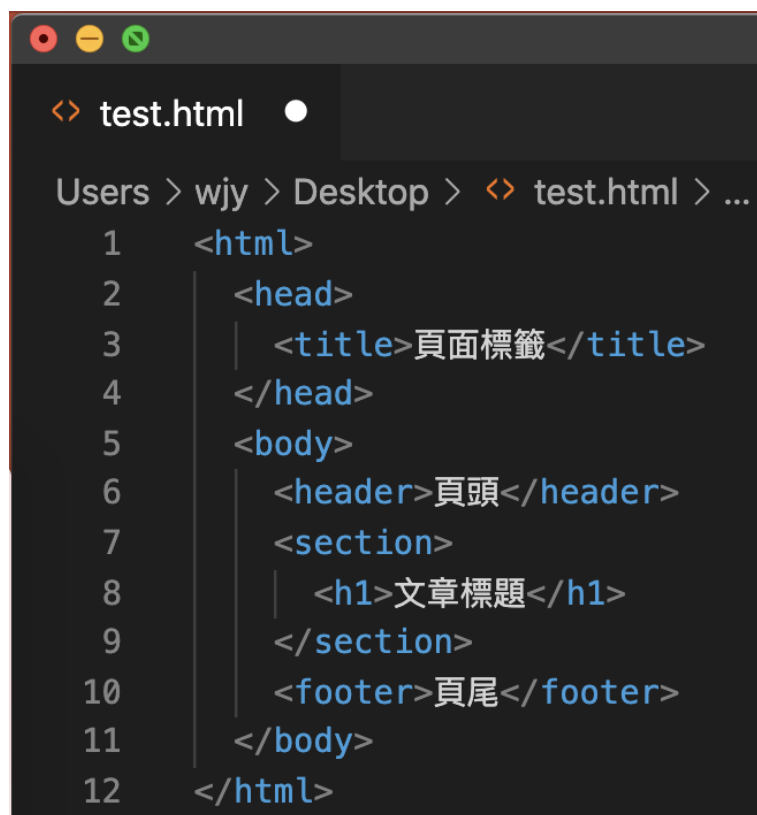 test.html
Users > wjy > Desktop > <> test.html > ...
1 <html>
2 <head>
3 <title>頁面標籤</title>
4 </head>
5 <body>
6 <header>頁頭</header>
7 <section>
8 <h1>文章標題</h1>
9 </section>
10 <footer>頁尾</footer>
11 </body>
12 </html>